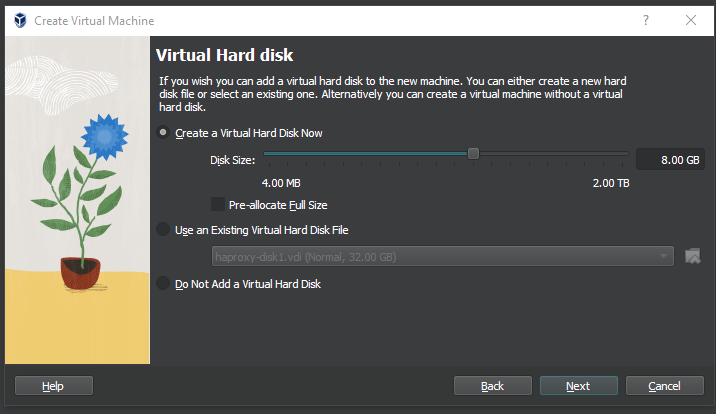 Create Virtual Machine
Virtual Hard disk
If you wish you can add a virtual hard disk to the new machine. You can either create a new hard
disk file or select an existing one. Alternatively you can create a virtual machine without a virtual
hard disk.
Create a Virtual Hard Disk Now
Disk Size:
8.00 GB
4.00 MB
2.00 TB
Pre-allocate Full Size
Use an Existing Virtual Hard Disk File
haproxy-disk1.vdi (Normal, 32.00 GB)
Do Not Add a Virtual Hard Disk
Help
Back
Next
Cancel